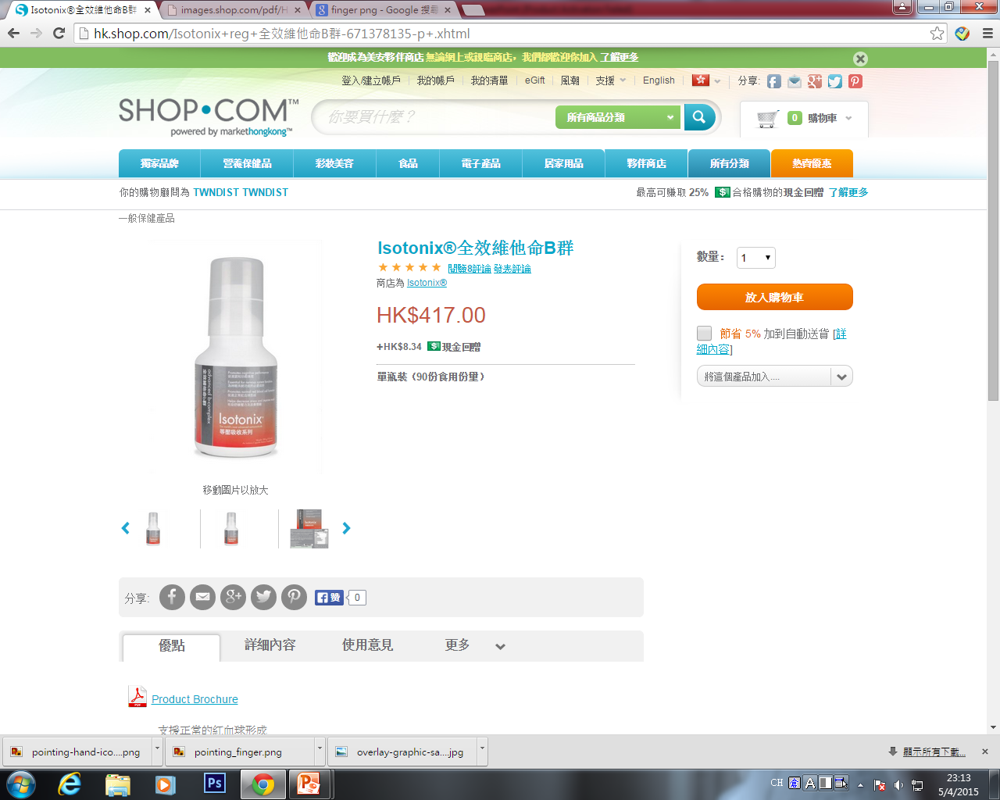 Isotonix®全效維他命B群
images.shop.com/pdf/H
finger png - Google 搜尋
hk.shop.com/Isotonix+reg+全效維他命B群-671378135-p+.xhtml
歡迎成為美安夥伴商店 無論網上或親臨商店，我們都歡迎你加入 了解更多
登入/建立帳戶 我的帳戶 我的清單 eGift 風潮 支援 English 分享:
SHOP•COM™
powered by markethongkong™
你要買什麼？
所有商品分類
0 購物車
獨家品牌 營養保健品 彩妝美容 食品 電子產品 居家用品 夥伴商店 所有分類 熱賣優惠
你的購物顧問為 TWNDIST TWNDIST
最高可賺取 25% $ 合格購物的現金回贈 了解更多
一般保健產品
Isotonix®全效維他命B群
閱覽8評論 發表評論
商店為 Isotonix®
HK$417.00
+HK$8.34 $ 現金回贈
單瓶裝（90份食用份量）
數量： 1
放入購物車
節省 5% 加到自動送貨 [詳
細內容]
將這個產品加入....
advanced b-complex
Isotonix™
等壓吸收系列
移動圖片以放大
分享: 讚 0
優點 詳細內容 使用意見 更多
Product Brochure
支援正常的紅血球形成
pointing-hand-ico....png
pointing_finger.png
overlay-graphic-sa....jpg
顯示所有下載...
Ps
CH 倉 A
23:13
5/4/2015